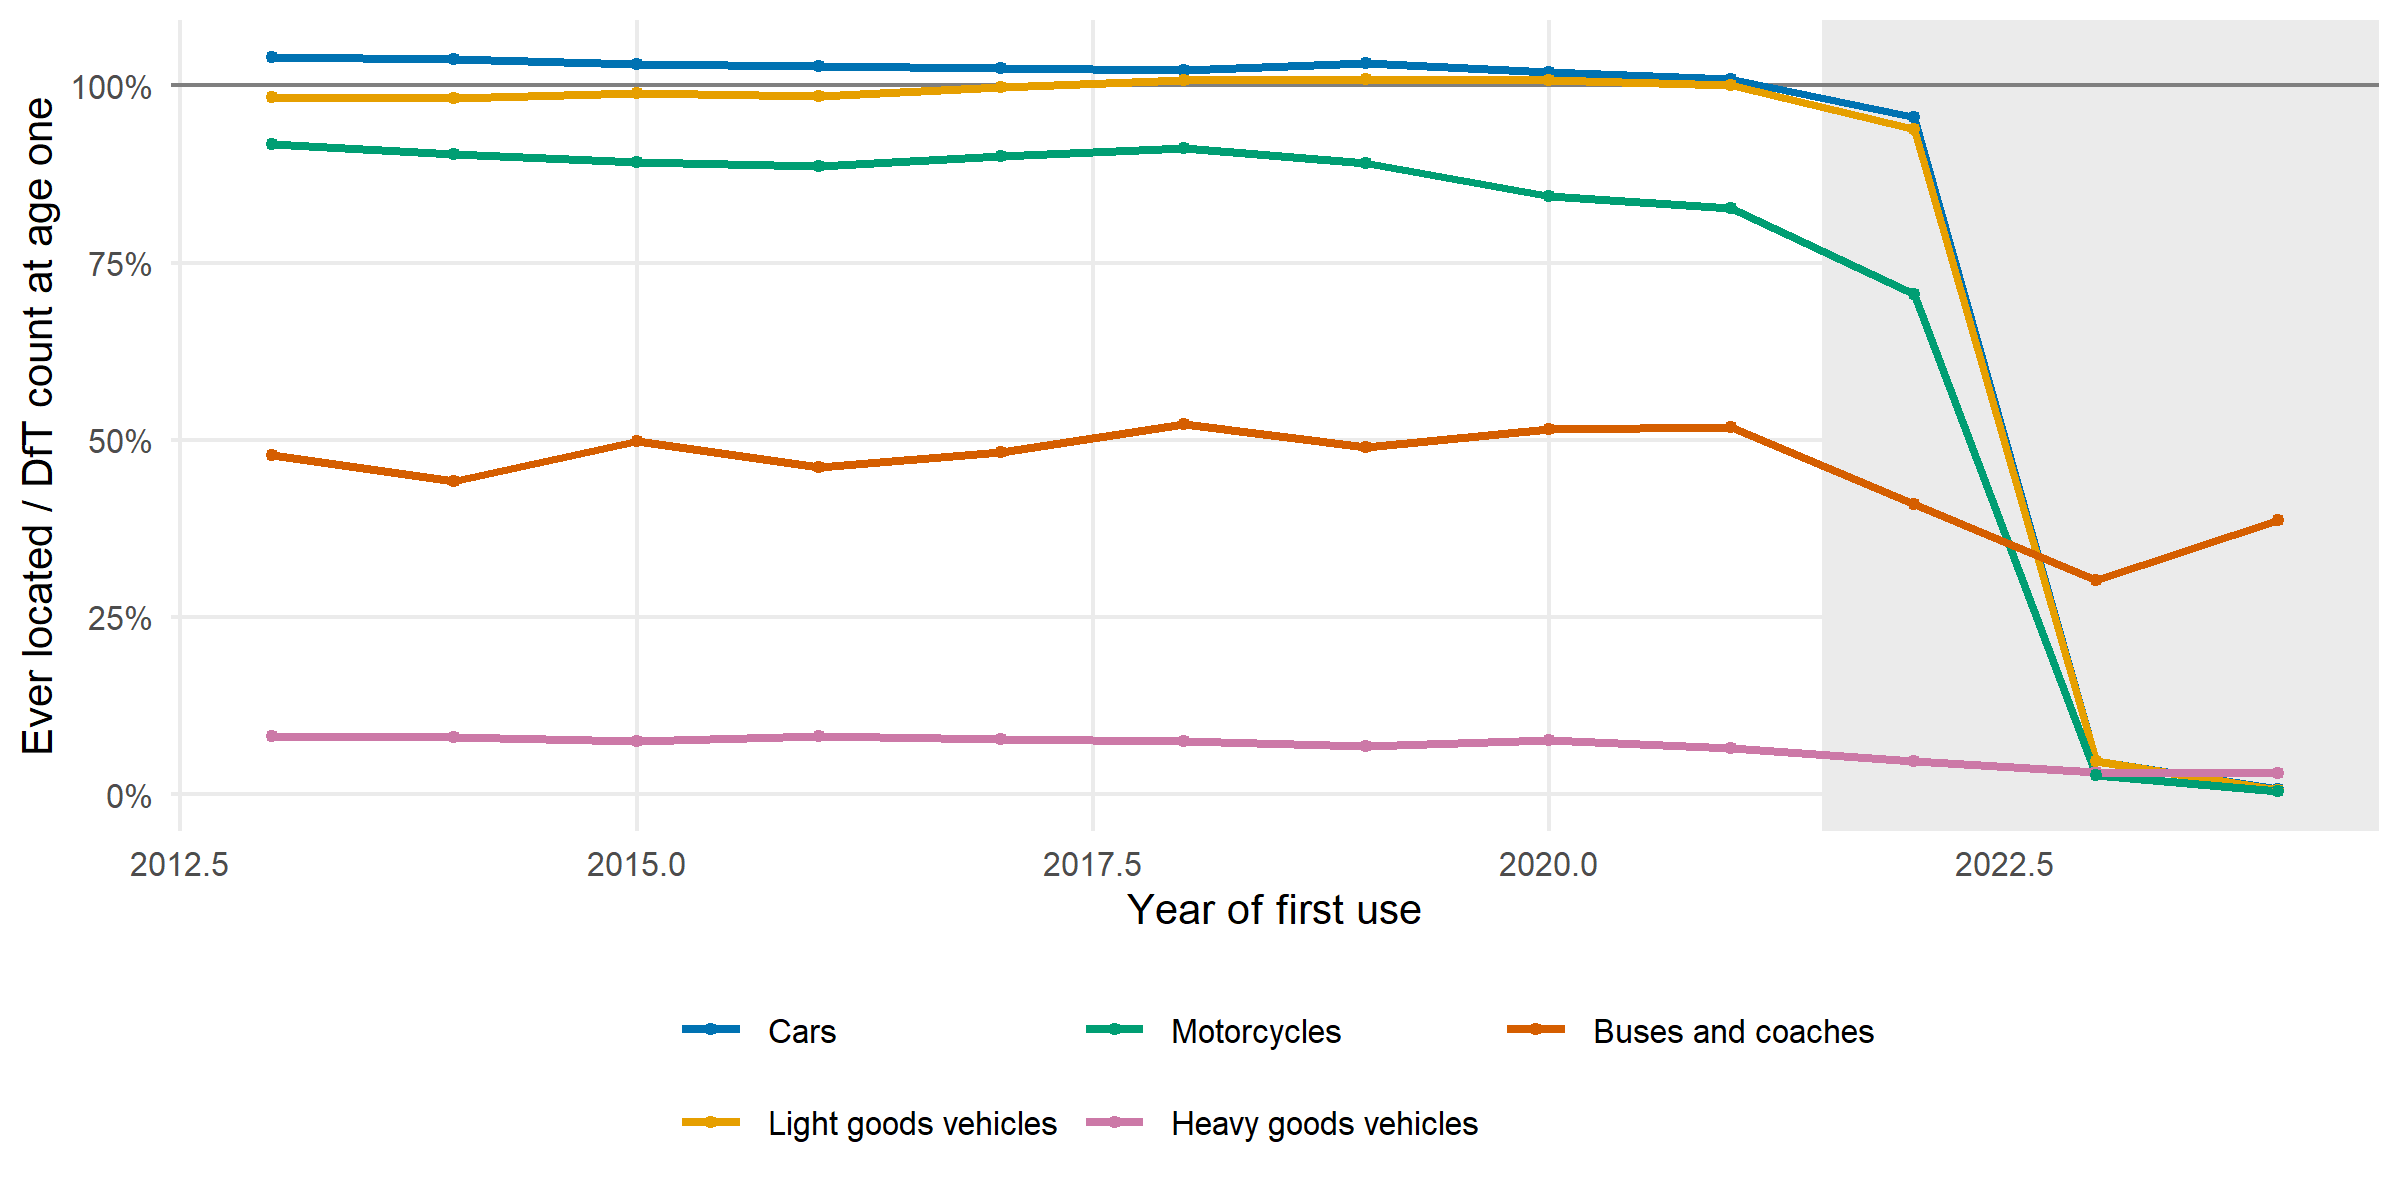 Ever located / DfT count at age one
100%
75%
50%
25%
0%
2012.5 2015.0 2017.5 2020.0 2022.5
Year of first use
Cars Motorcycles Buses and coaches
Light goods vehicles Heavy goods vehicles